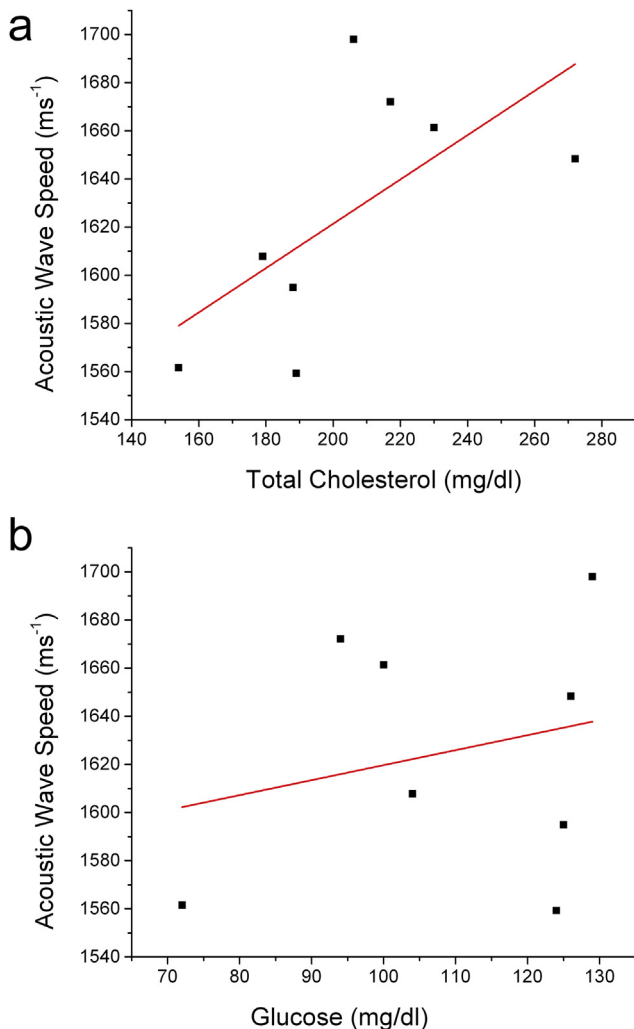 a
1700
1680
1660
1640
1620
1600
1580
1560
1540
Acoustic Wave Speed (ms⁻¹)
140 160 180 200 220 240 260 280
Total Cholesterol (mg/dl)
b
1700
1680
1660
1640
1620
1600
1580
1560
1540
Acoustic Wave Speed (ms⁻¹)
70 80 90 100 110 120 130
Glucose (mg/dl)